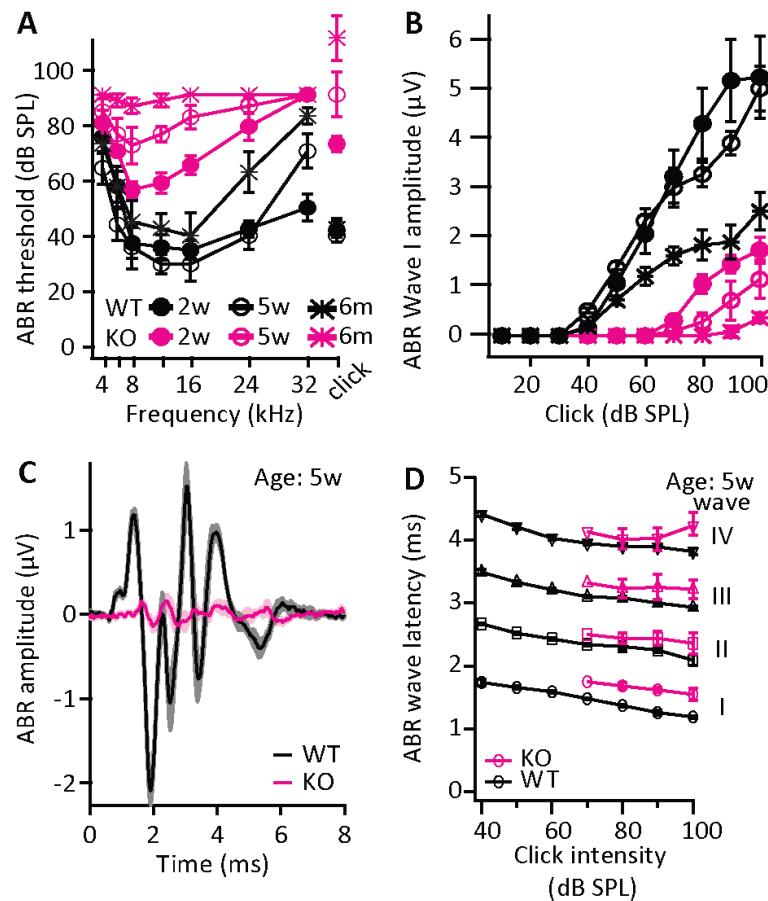 A
ABR threshold (dB SPL)
100
80
60
40
20
0
WT 2w 5w 6m
KO 2w 5w 6m
4 8 16 24 32 click
Frequency (kHz)
B
ABR Wave I amplitude (µV)
6
5
4
3
2
1
0
20 40 60 80 100
Click (dB SPL)
C
Age: 5w
ABR amplitude (µV)
1
0
-1
-2
WT
KO
0 2 4 6 8
Time (ms)
D
Age: 5w
wave
ABR wave latency (ms)
5
4
3
2
1
0
IV
III
II
I
KO
WT
40 60 80 100
Click intensity
(dB SPL)